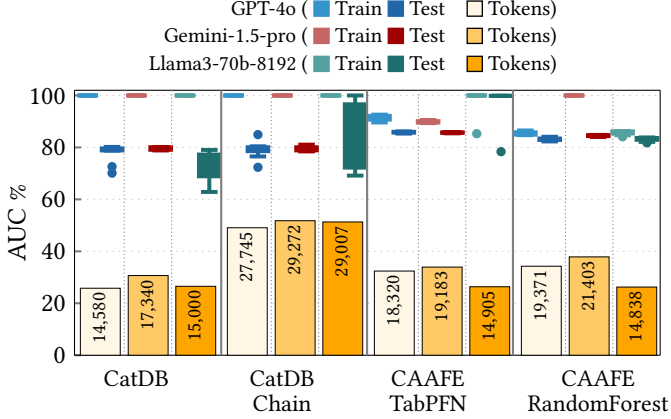 GPT-4o ( Train Test Tokens)
Gemini-1.5-pro ( Train Test Tokens)
Llama3-70b-8192 ( Train Test Tokens)
100
80
60
40
20
0
AUC %
14,580
17,340
15,000
27,745
29,272
29,007
18,320
19,183
14,905
19,371
21,403
14,838
CatDB
CatDB
Chain
CAAFE
TabPFN
CAAFE
RandomForest